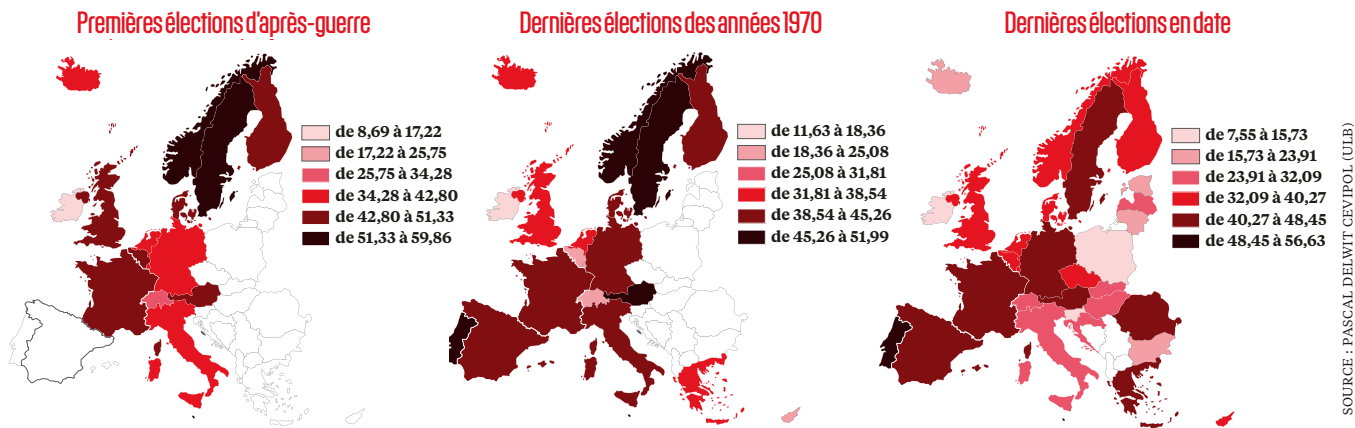 Premières élections d'après-guerre
de 8,69 à 17,22
de 17,22 à 25,75
de 25,75 à 34,28
de 34,28 à 42,80
de 42,80 à 51,33
de 51,33 à 59,86
Dernières élections des années 1970
de 11,63 à 18,36
de 18,36 à 25,08
de 25,08 à 31,81
de 31,81 à 38,54
de 38,54 à 45,26
de 45,26 à 51,99
Dernières élections en date
de 7,55 à 15,73
de 15,73 à 23,91
de 23,91 à 32,09
de 32,09 à 40,27
de 40,27 à 48,45
de 48,45 à 56,63
SOURCE : PASCAL DELWIT CEVIPOL (ULB)